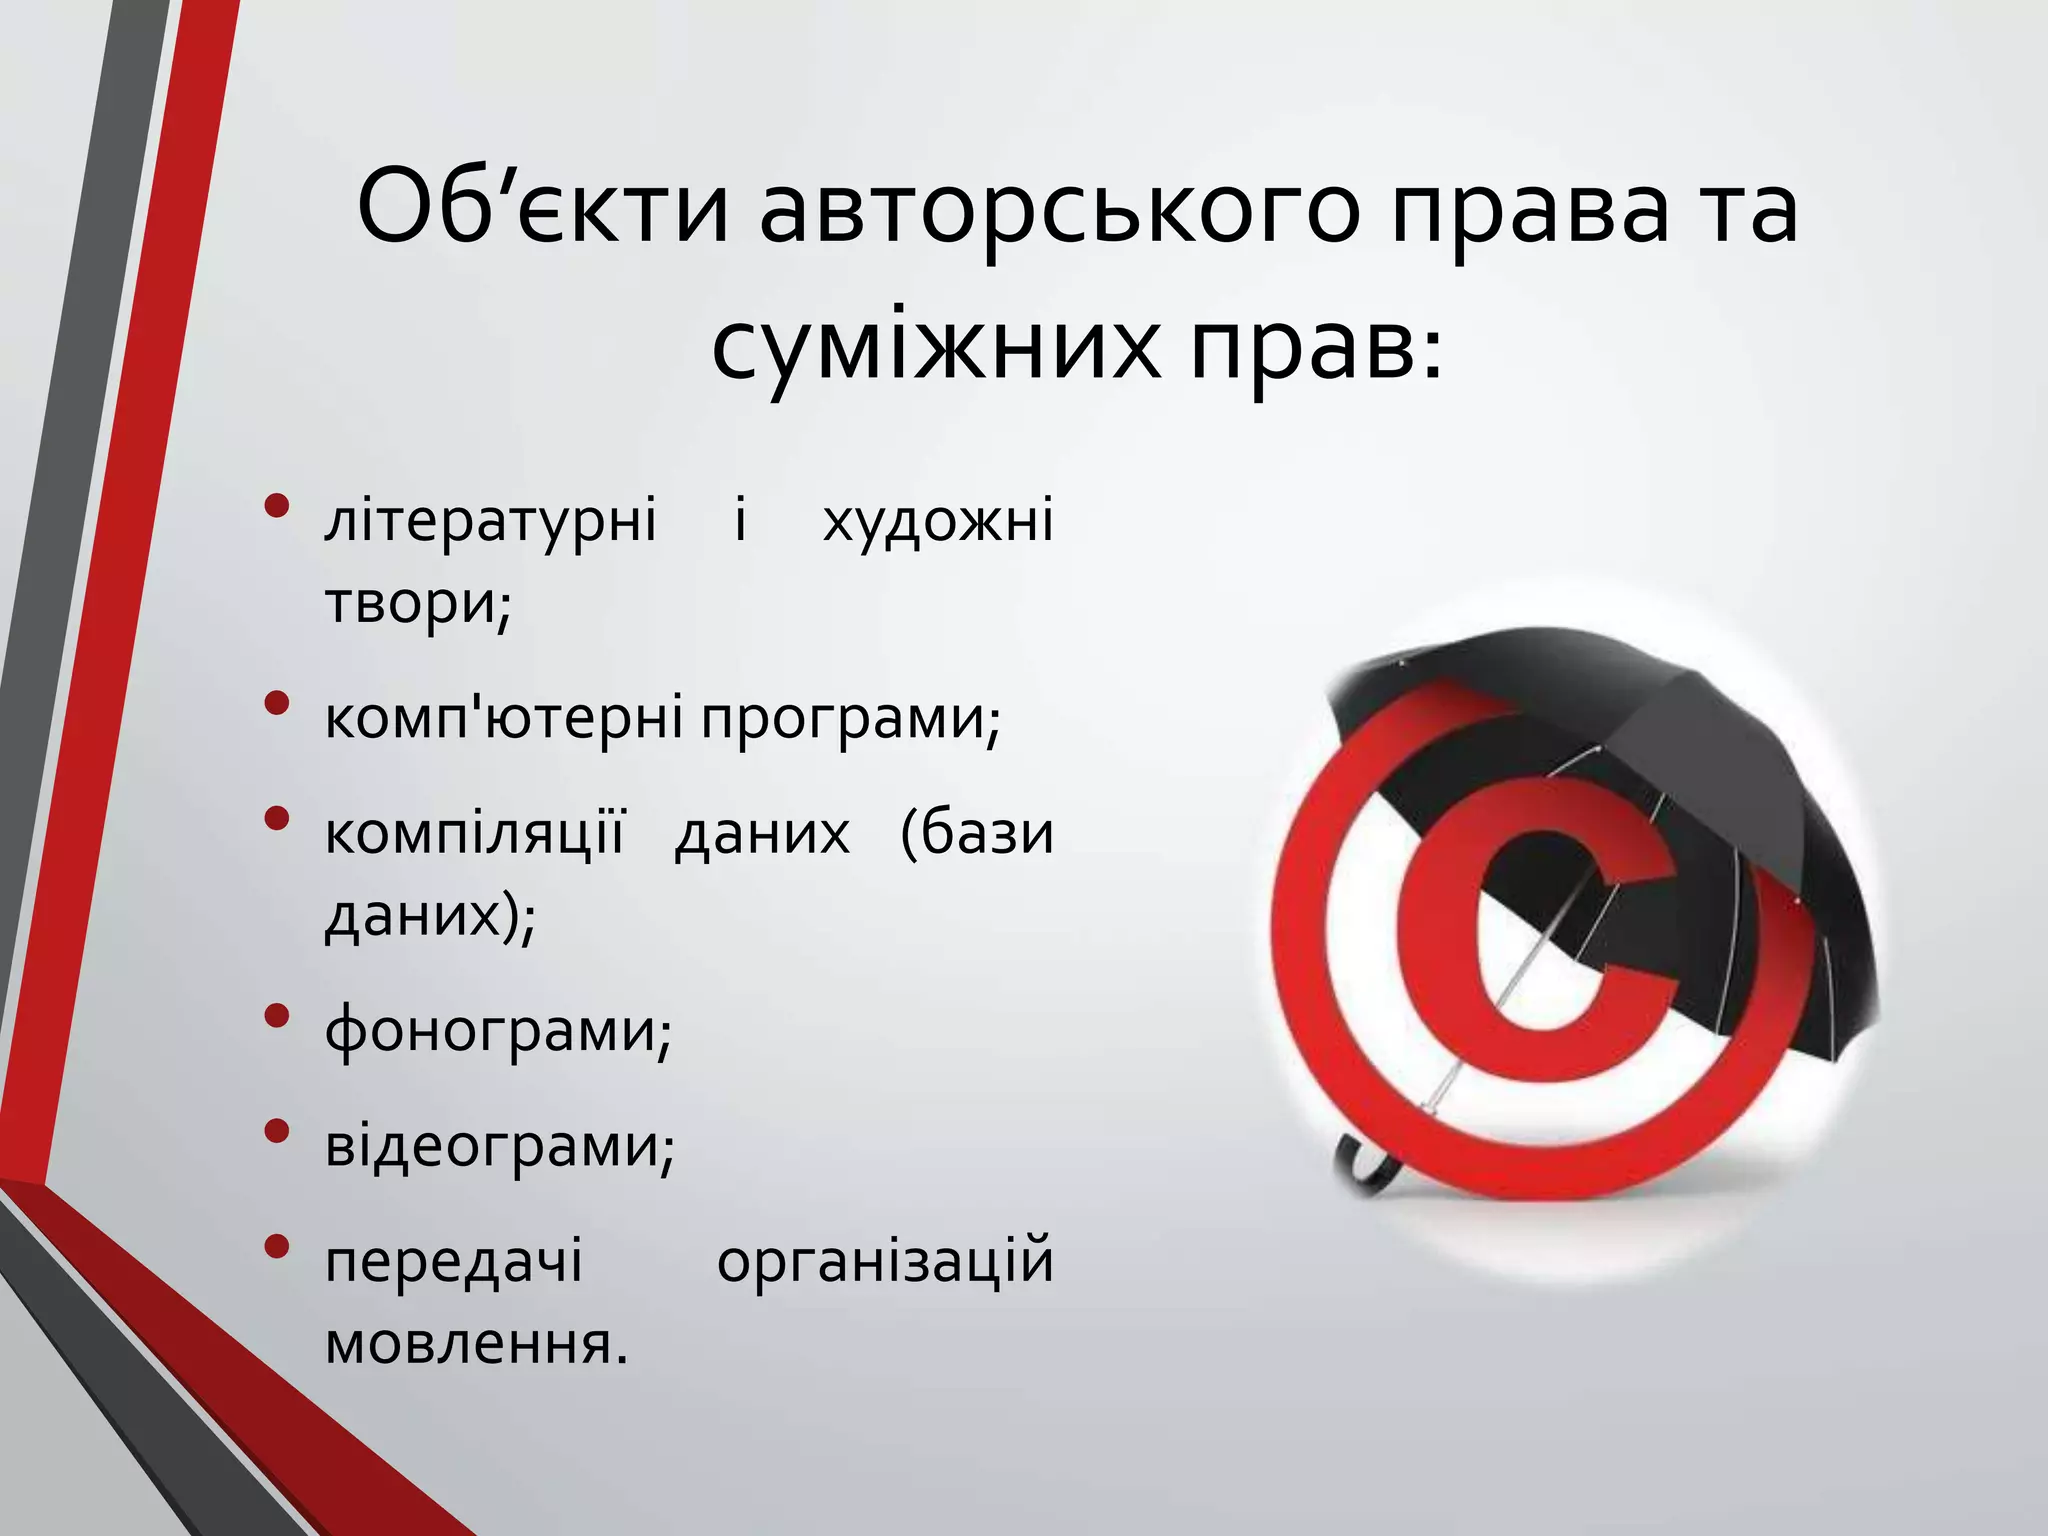 Об’єкти авторського права та
суміжних прав:
• літературні і художні
твори;
• комп'ютерні програми;
• компіляції даних (бази
даних);
• фонограми;
• відеограми;
• передачі організацій
мовлення.